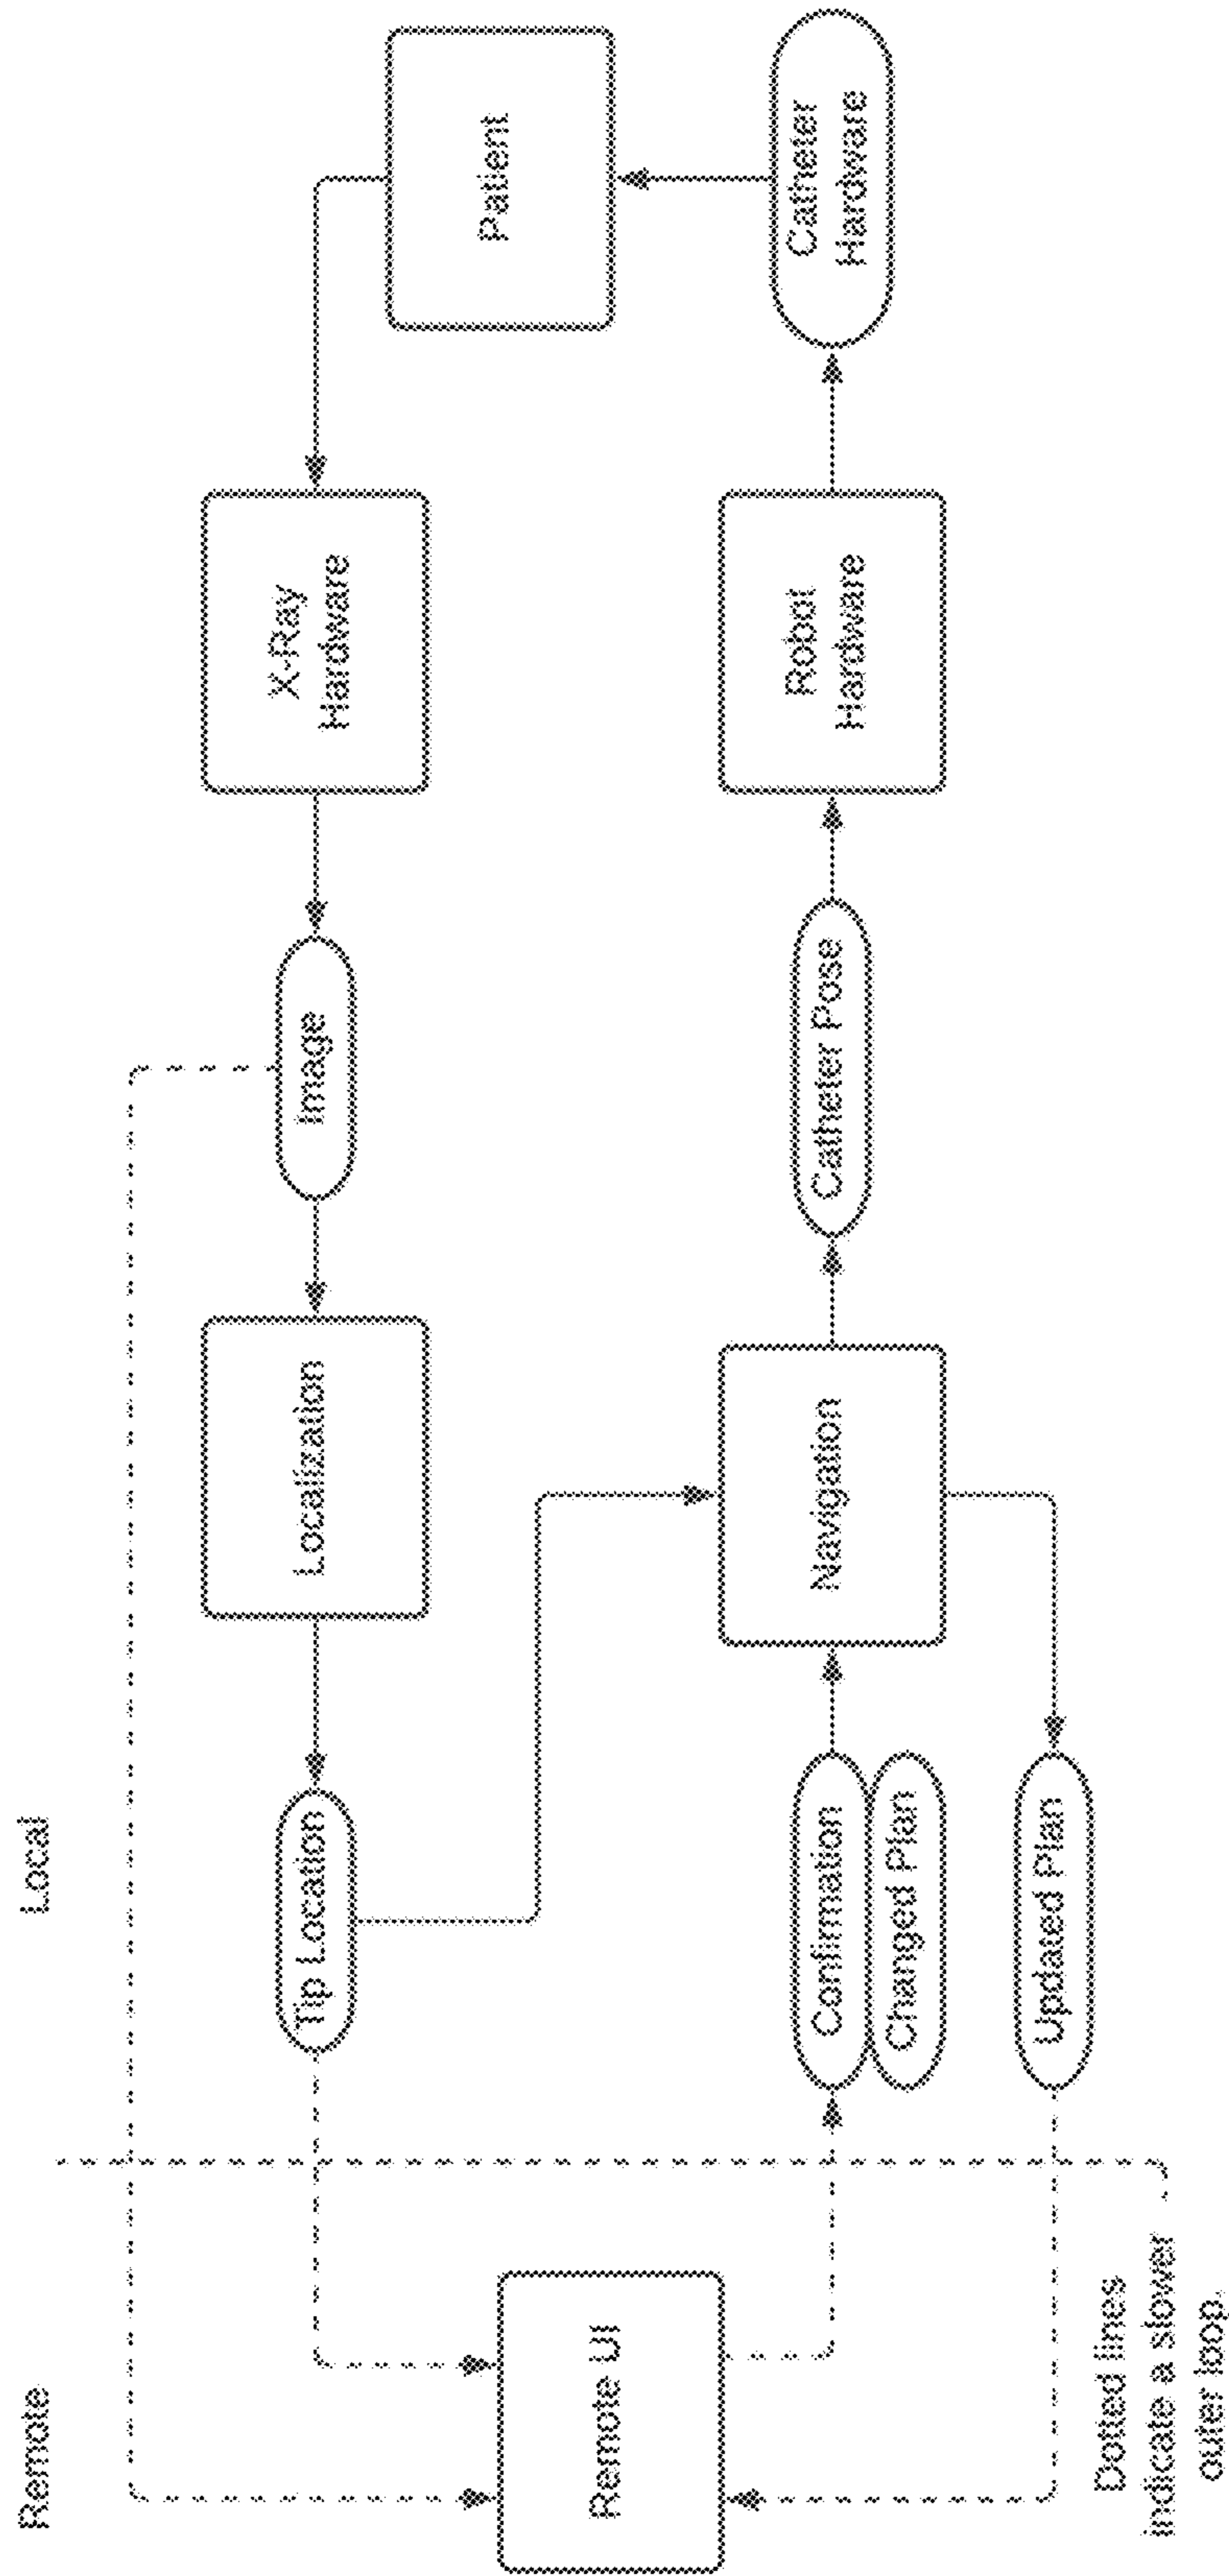 Remote
Local
Tip Location
Localization
Image
X-Ray
Hardware
Patient
Remote UI
Confirmation
Changed Plan
Navigation
Catheter Pose
Robot
Hardware
Catheter
Hardware
Updated Plan
Dotted lines
indicate a slower
outer loop.